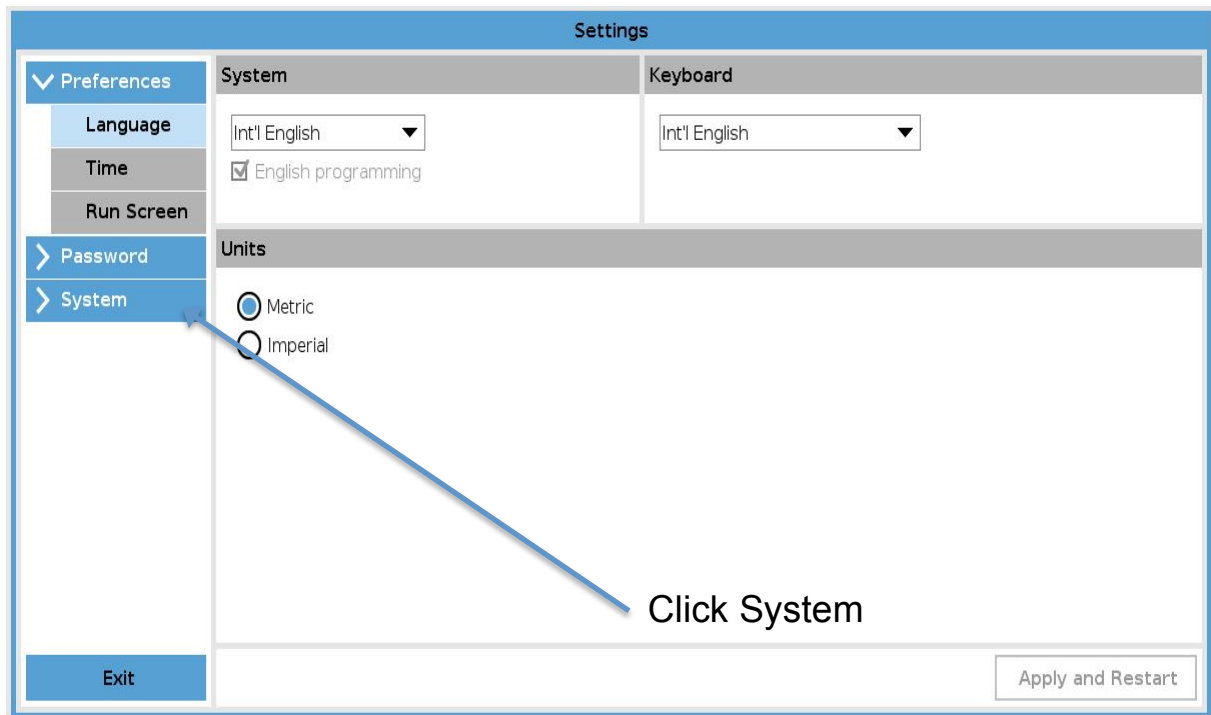 Settings
Preferences
Language
Time
Run Screen
Password
System
Exit
System
Int'l English
English programming
Keyboard
Int'l English
Units
Metric
Imperial
Click System
Apply and Restart